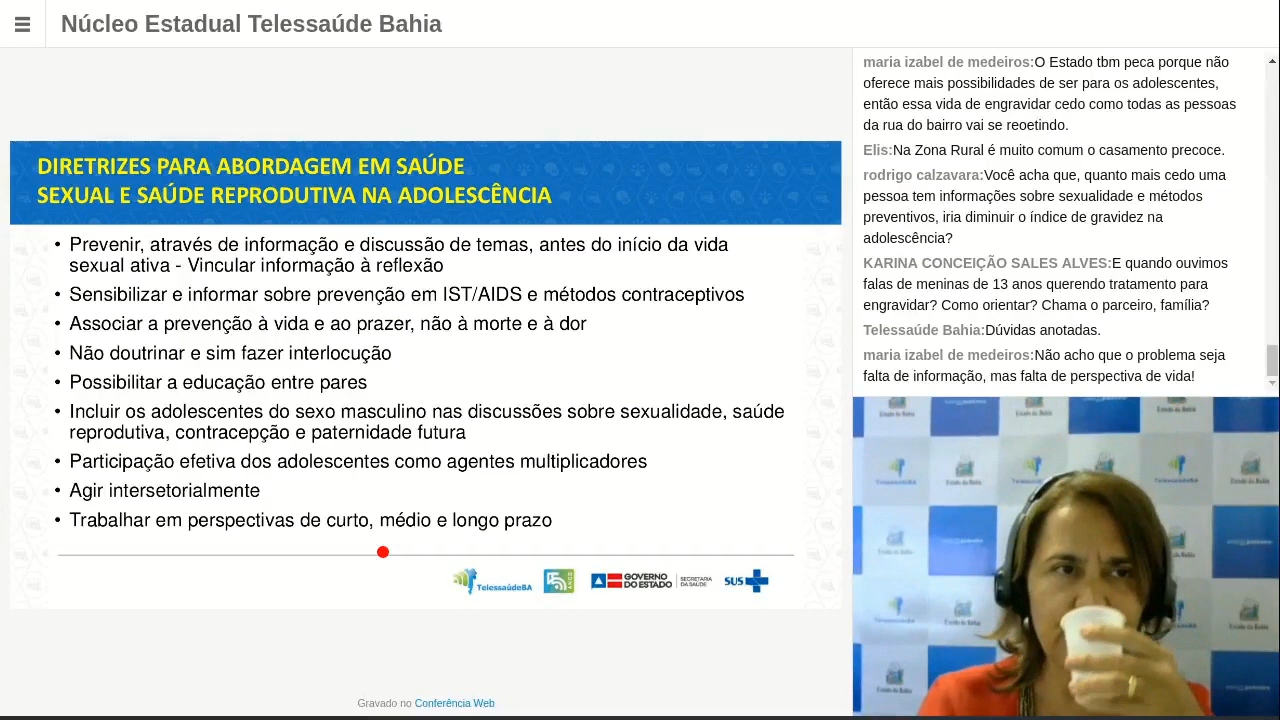 Núcleo Estadual Telessaúde Bahia
DIRETRIZES PARA ABORDAGEM EM SAÚDE
SEXUAL E SAÚDE REPRODUTIVA NA ADOLESCÊNCIA
• Prevenir, através de informação e discussão de temas, antes do início da vida
sexual ativa - Vincular informação à reflexão
• Sensibilizar e informar sobre prevenção em IST/AIDS e métodos contraceptivos
• Associar a prevenção à vida e ao prazer, não à morte e à dor
• Não doutrinar e sim fazer interlocução
• Possibilitar a educação entre pares
• Incluir os adolescentes do sexo masculino nas discussões sobre sexualidade, saúde
reprodutiva, contracepção e paternidade futura
• Participação efetiva dos adolescentes como agentes multiplicadores
• Agir intersetorialmente
• Trabalhar em perspectivas de curto, médio e longo prazo
TelessaúdeBA
GOVERNO
DO ESTADO
SECRETARIA
DA SAÚDE
SUS
Gravado no Conferência Web
maria izabel de medeiros:O Estado tbm peca porque não
oferece mais possibilidades de ser para os adolescentes,
então essa vida de engravidar cedo como todas as pessoas
da rua do bairro vai se reoetindo.
Elis:Na Zona Rural é muito comum o casamento precoce.
rodrigo calzavara:Você acha que, quanto mais cedo uma
pessoa tem informações sobre sexualidade e métodos
preventivos, iria diminuir o índice de gravidez na
adolescência?
KARINA CONCEIÇÃO SALES ALVES:E quando ouvimos
falas de meninas de 13 anos querendo tratamento para
engravidar? Como orientar? Chama o parceiro, família?
Telessaúde Bahia:Dúvidas anotadas.
maria izabel de medeiros:Não acho que o problema seja
falta de informação, mas falta de perspectiva de vida!